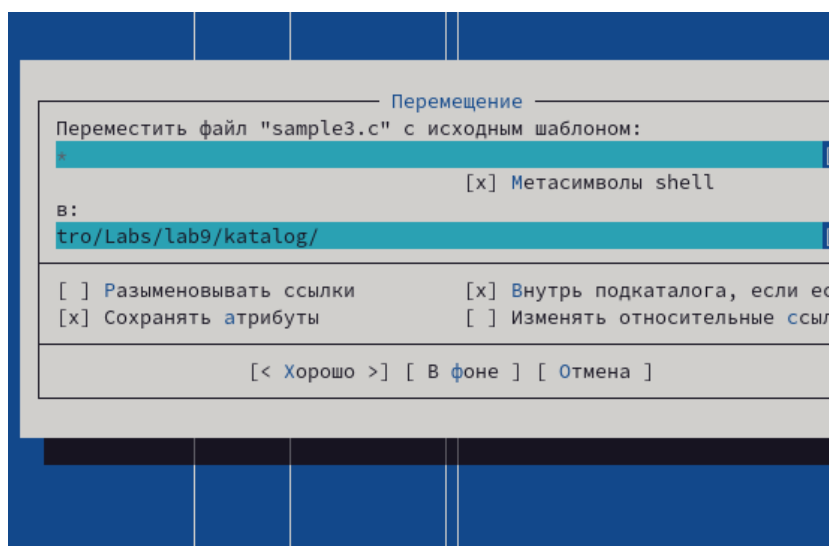 Перемещение
Переместить файл "sample3.c" с исходным шаблоном:
*
[x] Метасимволы shell
в:
tro/Labs/lab9/katalog/
[ ] Разыменовывать ссылки [x] Внутрь подкаталога, если
[x] Сохранять атрибуты [ ] Изменять относительные
[< Хорошо >] [ В фоне ] [ Отмена ]